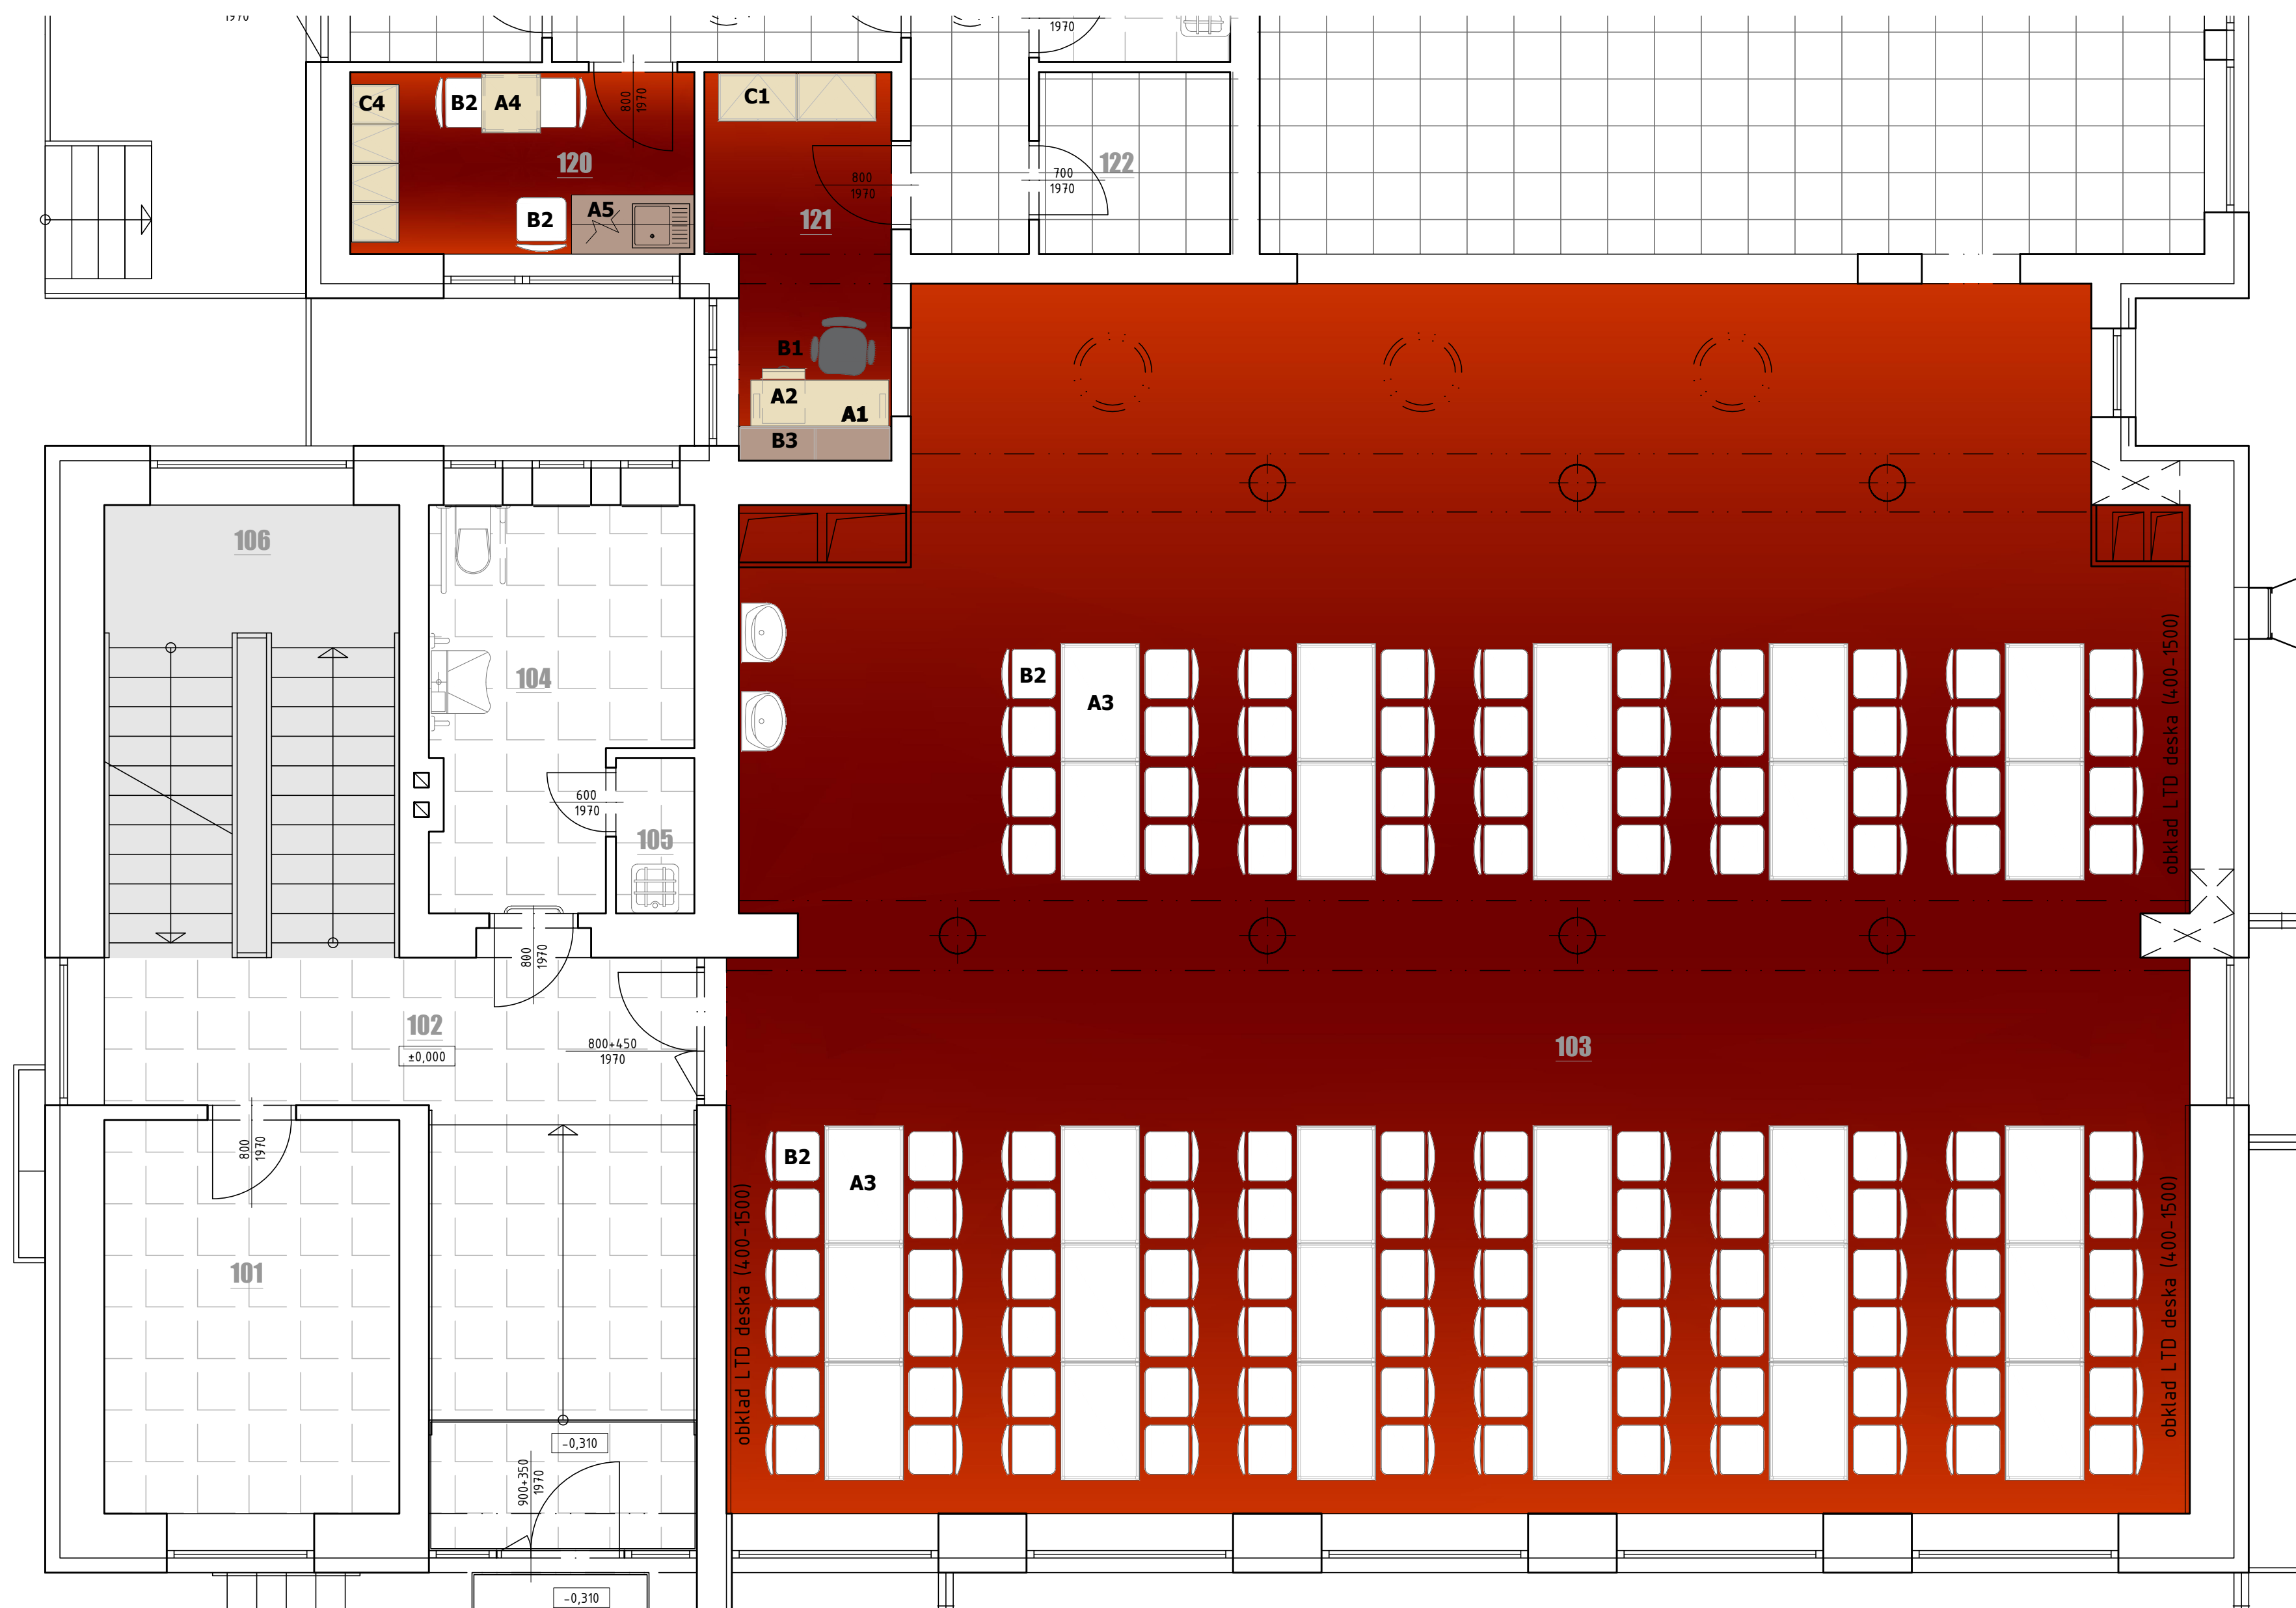 1970
1970
C4
B2
A4
800
1970
C1
120
121
122
800
1970
700
1970
B2
A5
B1
A2
A1
B3
106
104
B2
A3
obklad LTD deska (400-1500)
600
1970
105
800
1970
102
±0,000
800+450
1970
103
800
1970
B2
A3
obklad LTD deska (400-1500)
obklad LTD deska (400-1500)
101
-0,310
900+350
1970
-0,310